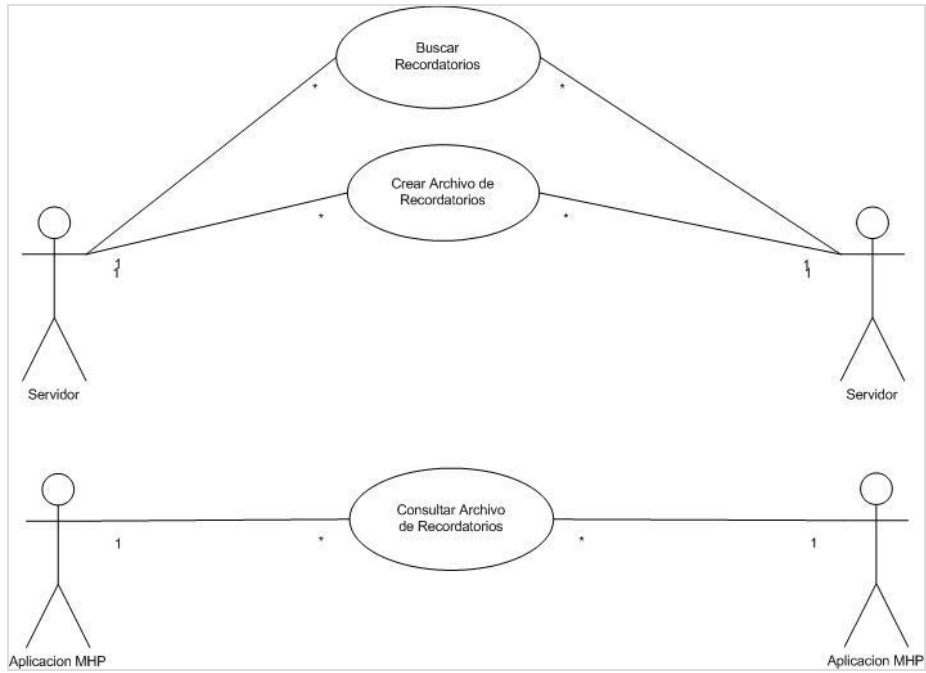 Buscar
Recordatorios
*
*
Crear Archivo de
Recordatorios
*
*
1
1
1
1
Servidor
Servidor
Consultar Archivo
de Recordatorios
1
*
*
1
Aplicacion MHP
Aplicacion MHP